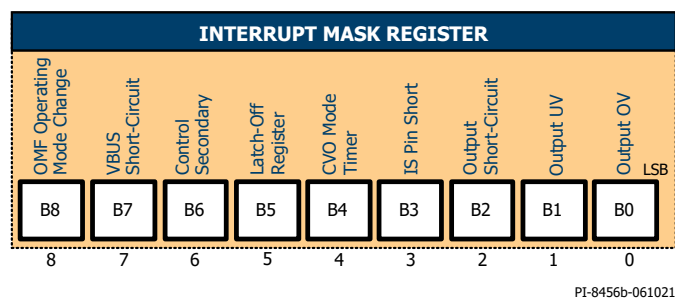 INTERRUPT MASK REGISTER
OMF Operating
Mode Change
VBUS
Short-Circuit
Control
Secondary
Latch-Off
Register
CVO Mode
Timer
IS Pin Short
Output
Short-Circuit
Output UV
Output OV
LSB
B8 B7 B6 B5 B4 B3 B2 B1 B0
8 7 6 5 4 3 2 1 0
PI-8456b-061021